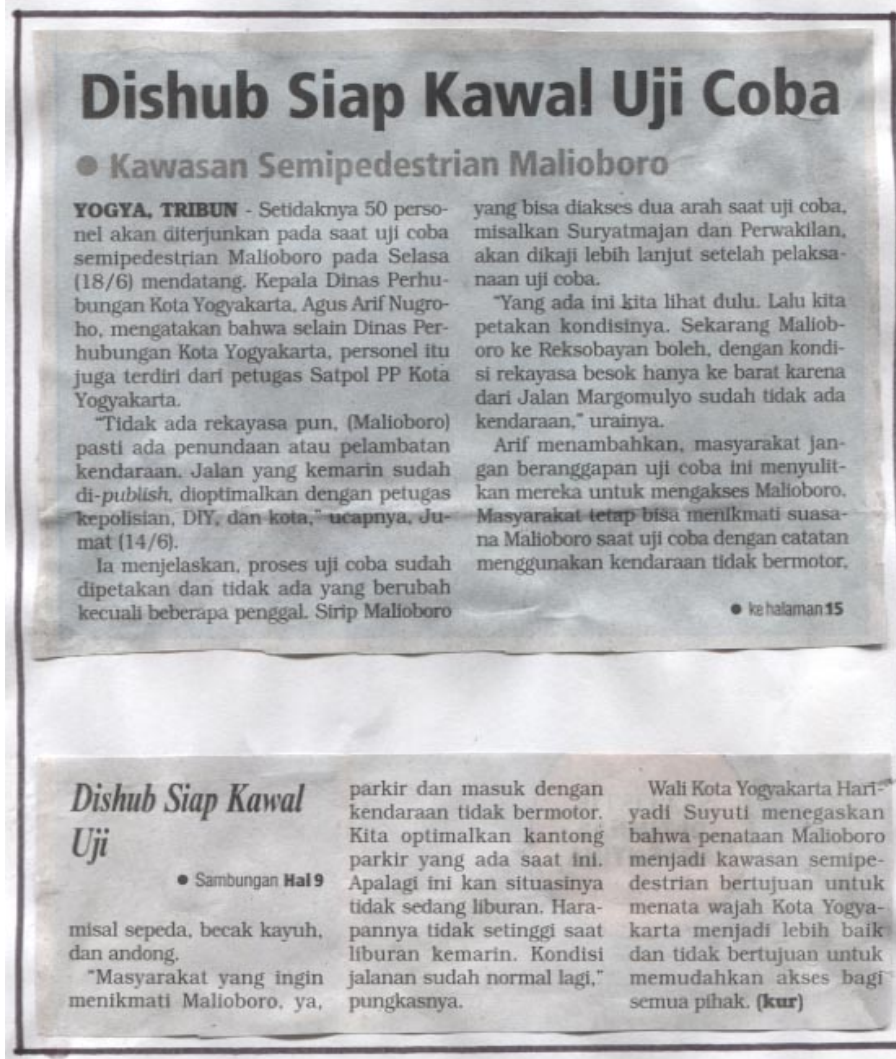 Dishub Siap Kawal Uji Coba
● Kawasan Semipedestrian Malioboro
YOGYA, TRIBUN - Setidaknya 50 perso-
nel akan diterjunkan pada saat uji coba
semipedestrian Malioboro pada Selasa
(18/6) mendatang. Kepala Dinas Perhu-
bungan Kota Yogyakarta, Agus Arif Nugro-
ho, mengatakan bahwa selain Dinas Per-
hubungan Kota Yogyakarta, personel itu
juga terdiri dari petugas Satpol PP Kota
Yogyakarta.
"Tidak ada rekayasa pun, (Malioboro)
pasti ada penundaan atau pelambatan
kendaraan. Jalan yang kemarin sudah
di-publish, dioptimalkan dengan petugas
kepolisian, DIY, dan kota," ucapnya, Ju-
mat (14/6).
Ia menjelaskan, proses uji coba sudah
dipetakan dan tidak ada yang berubah
kecuali beberapa penggal. Sirip Malioboro
yang bisa diakses dua arah saat uji coba,
misalkan Suryatmajan dan Perwakilan,
akan dikaji lebih lanjut setelah pelaksa-
naan uji coba.
"Yang ada ini kita lihat dulu. Lalu kita
petakan kondisinya. Sekarang Maliob-
oro ke Reksobayan boleh, dengan kondi-
si rekayasa besok hanya ke barat karena
dari Jalan Margomulyo sudah tidak ada
kendaraan," urainya.
Arif menambahkan, masyarakat jan-
gan beranggapan uji coba ini menyulit-
kan mereka untuk mengakses Malioboro.
Masyarakat tetap bisa menikmati suasa-
na Malioboro saat uji coba dengan catatan
menggunakan kendaraan tidak bermotor,
● ke halaman 15
Dishub Siap Kawal
Uji
● Sambungan Hal 9
misal sepeda, becak kayuh,
dan andong.
"Masyarakat yang ingin
menikmati Malioboro, ya,
parkir dan masuk dengan
kendaraan tidak bermotor.
Kita optimalkan kantong
parkir yang ada saat ini.
Apalagi ini kan situasinya
tidak sedang liburan. Hara-
pannya tidak setinggi saat
liburan kemarin. Kondisi
jalanan sudah normal lagi,"
pungkasnya.
Wali Kota Yogyakarta Hari-
yadi Suyuti menegaskan
bahwa penataan Malioboro
menjadi kawasan semipe-
destrian bertujuan untuk
menata wajah Kota Yogya-
karta menjadi lebih baik
dan tidak bertujuan untuk
memudahkan akses bagi
semua pihak. (kur)